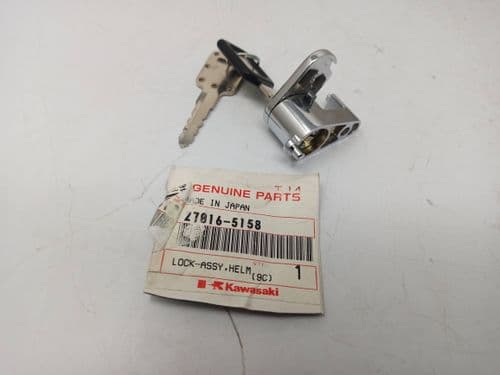 GENUINE PARTS
MADE IN JAPAN
27016-5158
LOCK-ASSY,HELM
(9C)
1
Kawasaki